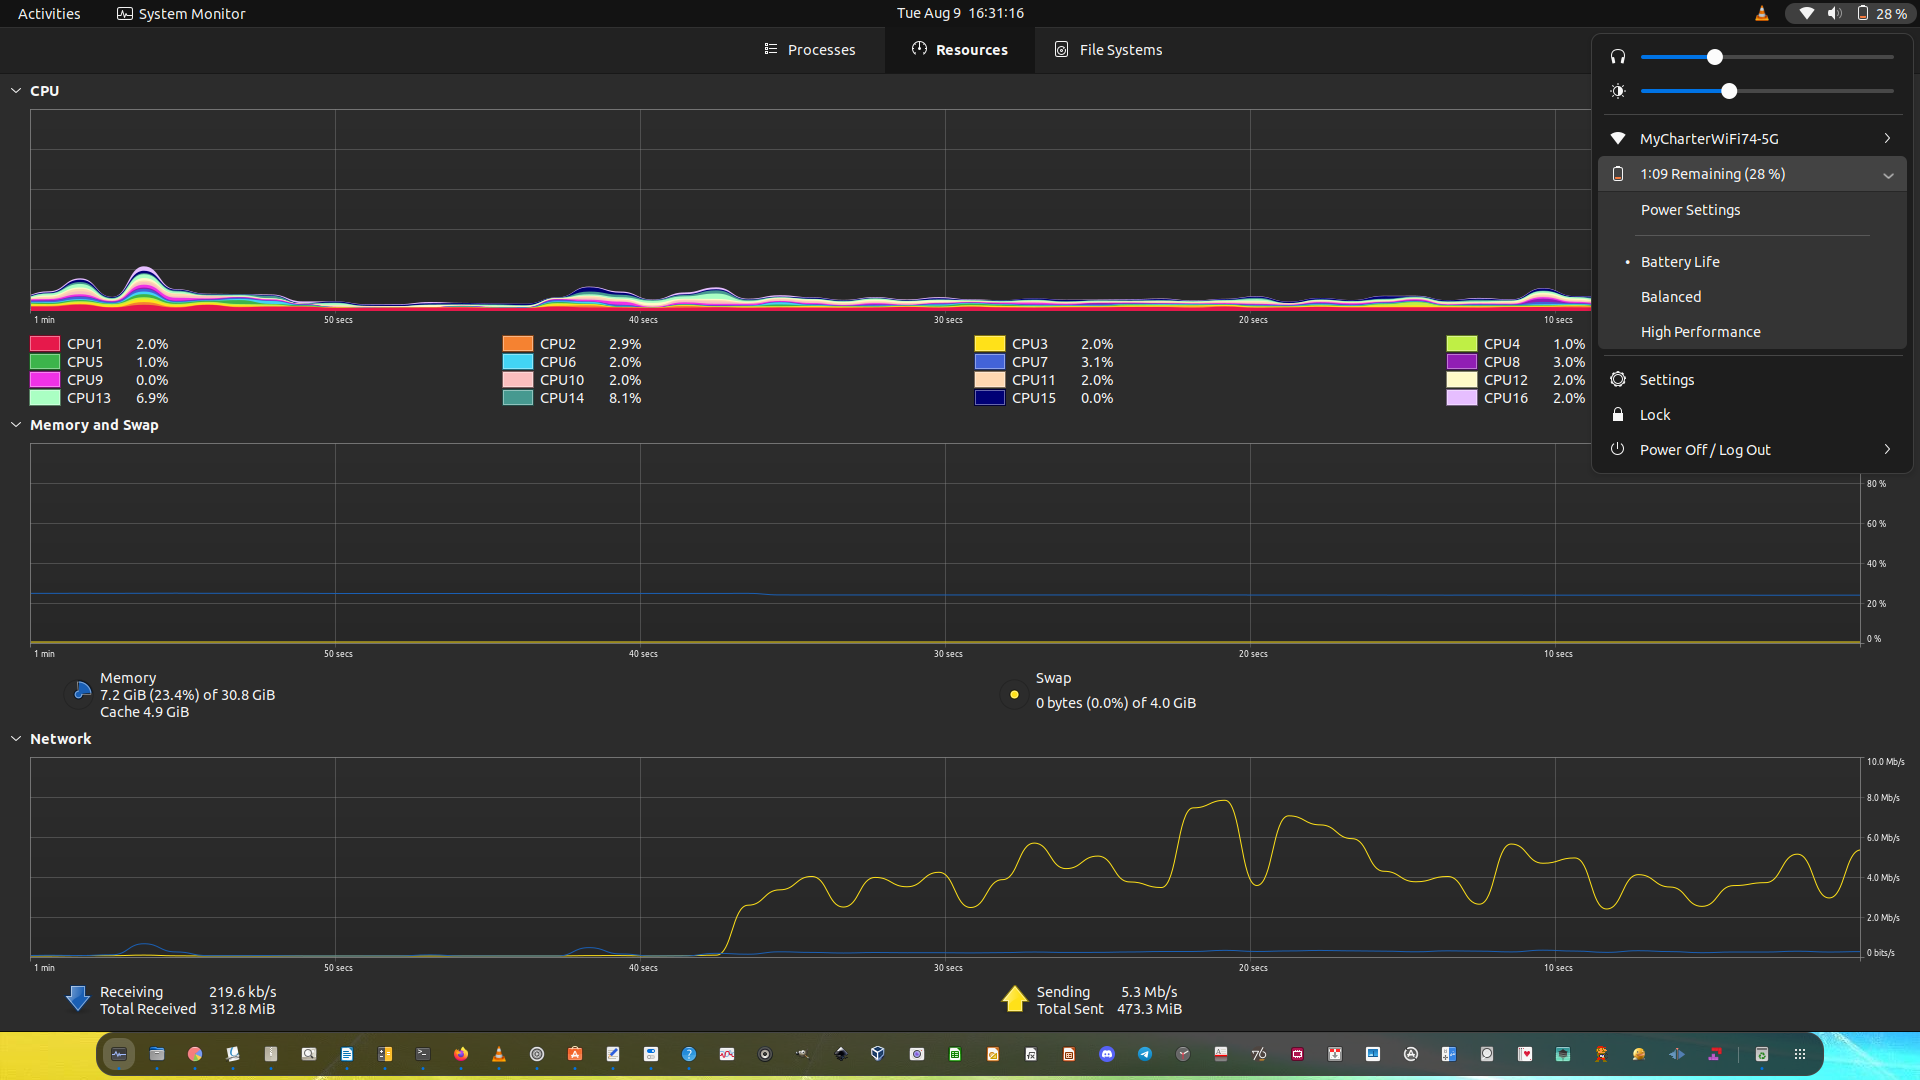 Activities
System Monitor
Tue Aug 9 16:31:16
28 %
Processes
Resources
File Systems
CPU
1 min
50 secs
40 secs
30 secs
20 secs
10 secs
CPU1 2.0%
CPU2 2.9%
CPU3 2.0%
CPU4 1.0%
CPU5 1.0%
CPU6 2.0%
CPU7 3.1%
CPU8 3.0%
CPU9 0.0%
CPU10 2.0%
CPU11 2.0%
CPU12 2.0%
CPU13 6.9%
CPU14 8.1%
CPU15 0.0%
CPU16 2.0%
MyCharterWiFi74-5G
1:09 Remaining (28 %)
Power Settings
Battery Life
Balanced
High Performance
Settings
Lock
Power Off / Log Out
Memory and Swap
80 %
60 %
40 %
20 %
0 %
1 min
50 secs
40 secs
30 secs
20 secs
10 secs
Memory
7.2 GiB (23.4%) of 30.8 GiB
Cache 4.9 GiB
Swap
0 bytes (0.0%) of 4.0 GiB
Network
10.0 Mb/s
8.0 Mb/s
6.0 Mb/s
4.0 Mb/s
2.0 Mb/s
0 bits/s
1 min
50 secs
40 secs
30 secs
20 secs
10 secs
Receiving 219.6 kb/s
Total Received 312.8 MiB
Sending 5.3 Mb/s
Total Sent 473.3 MiB